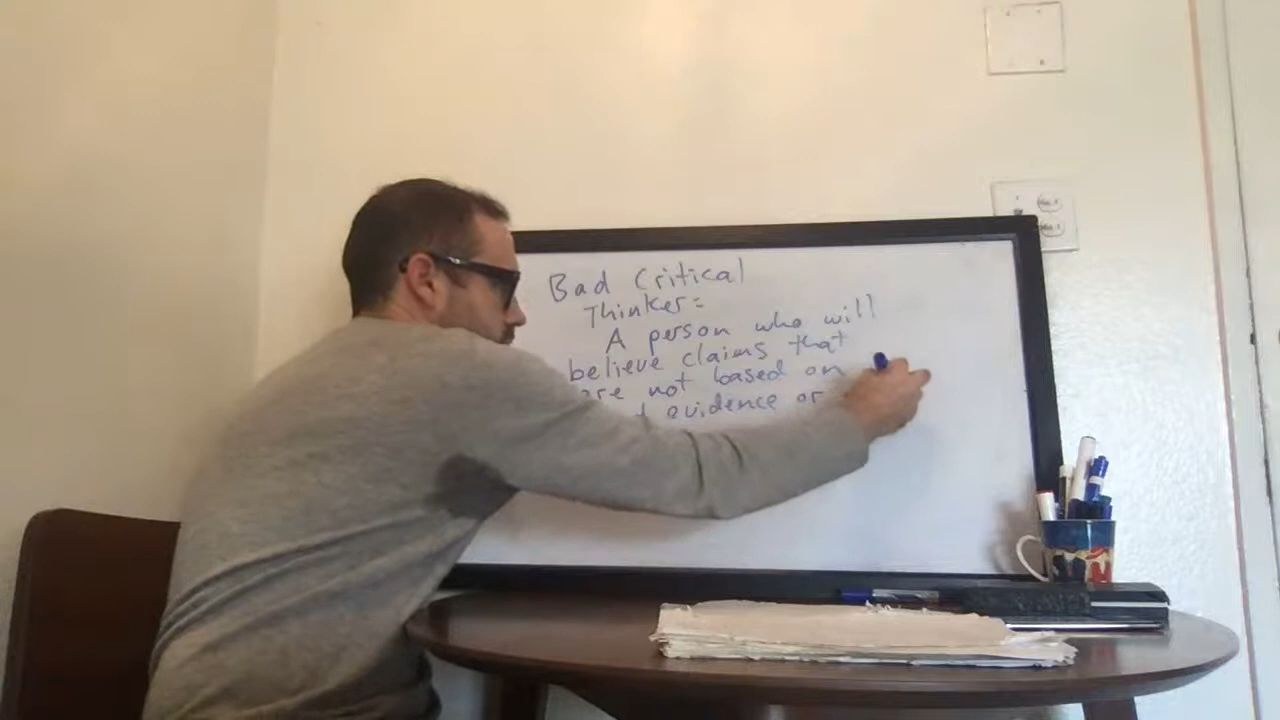 Bad Critical
Thinker:
A person who will
believe claims that
are not based on
evidence or